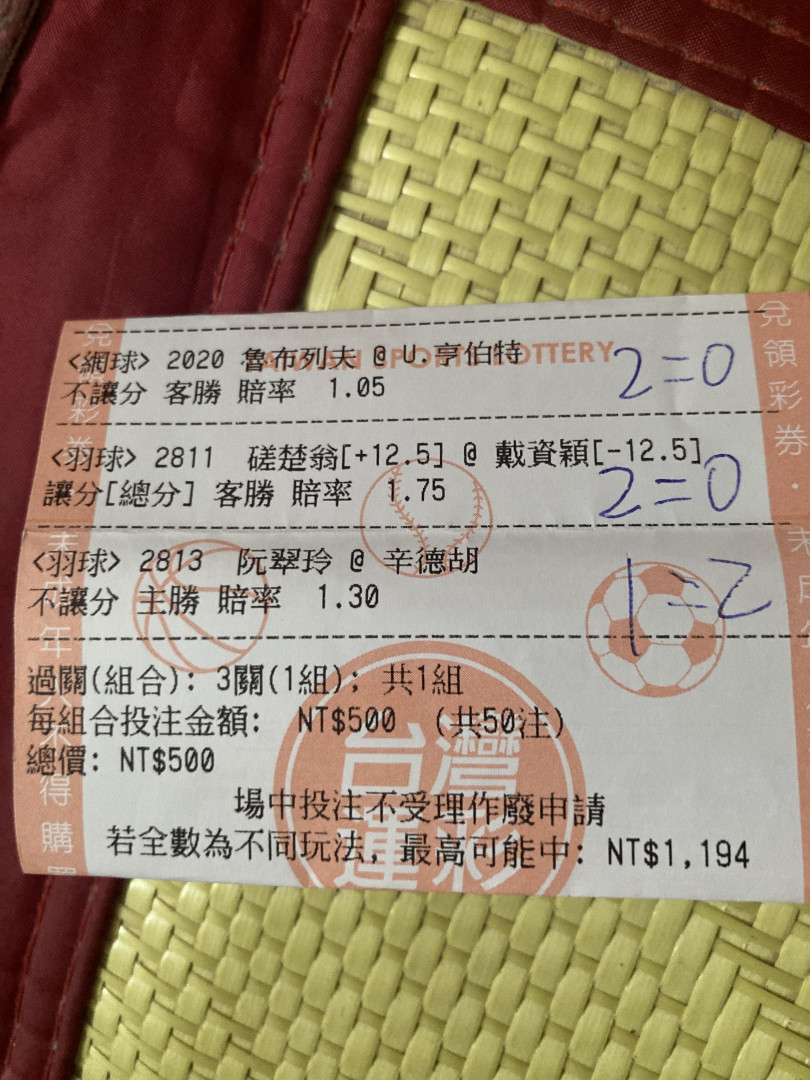 TAIWAN SPORTS LOTTERY
<網球> 2020 魯布列夫 @ U.亨伯特 2=0
不讓分 客勝 賠率 1.05
<羽球> 2811 磋楚翁[+12.5] @ 戴資穎[-12.5]
讓分[總分] 客勝 賠率 1.75 2=0
<羽球> 2813 阮翠玲 @ 辛德胡
不讓分 主勝 賠率 1.30 1=2
過關(組合): 3關(1組); 共1組
每組合投注金額: NT$500 (共50注)
總價: NT$500
場中投注不受理作廢申請
若全數為不同玩法, 最高可能中: NT$1,194
台灣
運彩
兌領彩券・未